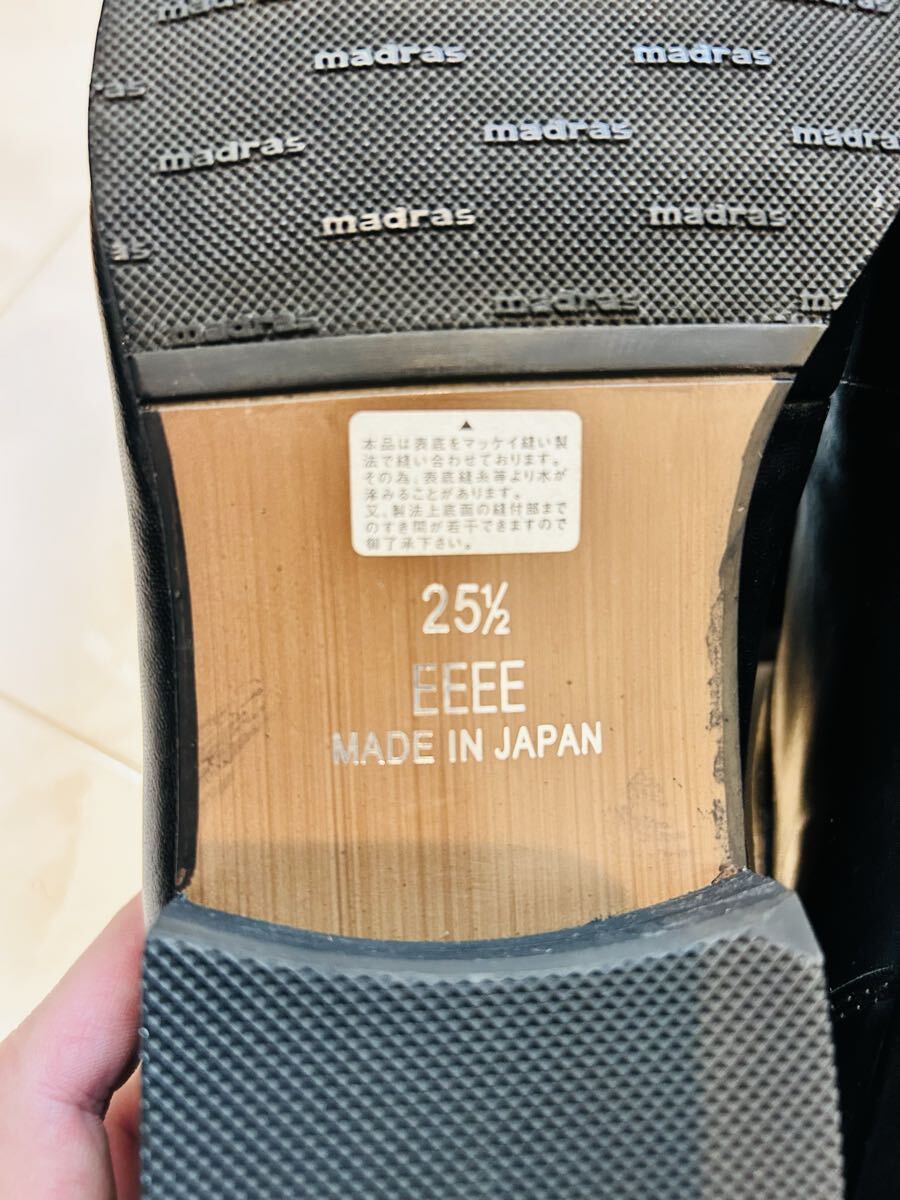 madras
madras madras
madras madras madras
madras madras
madras madras
▲
本品は表底をマッケイ縫い製
法で縫い合わせております。
その為、表底縫糸等より水が
滲みることがあります。
又、製法上底面の縫付部まで
のすき間が若干できますので
御了承下さい。
25½
EEEE
MADE IN JAPAN